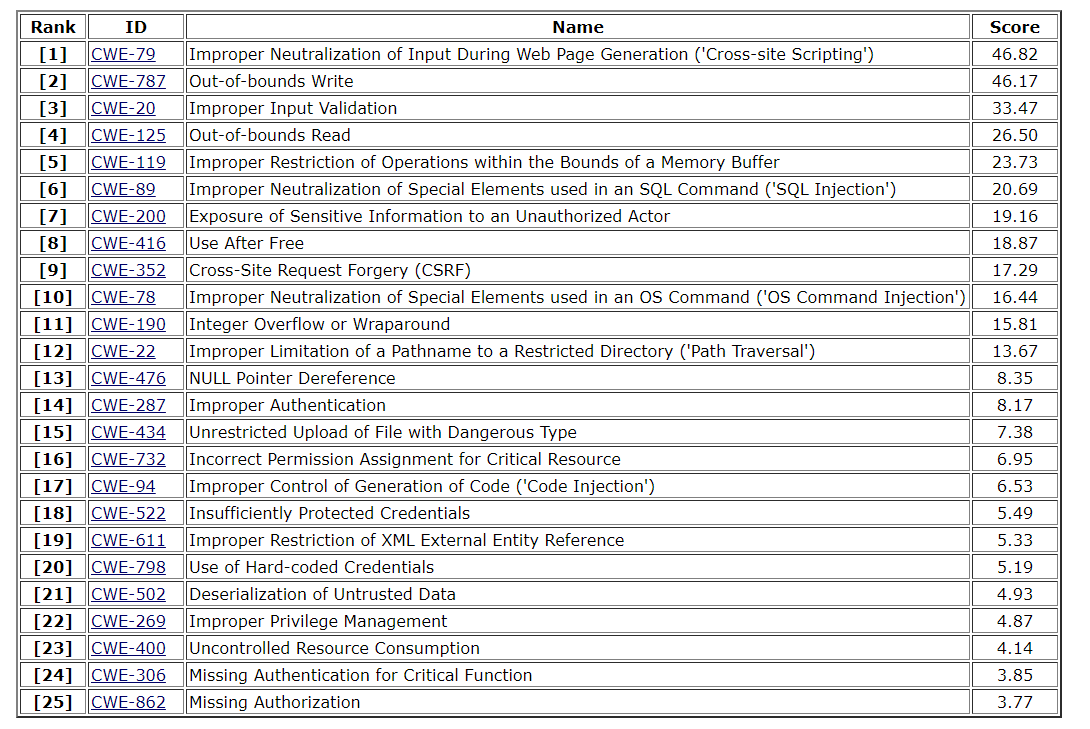 Rank ID Name Score
[1] CWE-79 Improper Neutralization of Input During Web Page Generation ('Cross-site Scripting') 46.82
[2] CWE-787 Out-of-bounds Write 46.17
[3] CWE-20 Improper Input Validation 33.47
[4] CWE-125 Out-of-bounds Read 26.50
[5] CWE-119 Improper Restriction of Operations within the Bounds of a Memory Buffer 23.73
[6] CWE-89 Improper Neutralization of Special Elements used in an SQL Command ('SQL Injection') 20.69
[7] CWE-200 Exposure of Sensitive Information to an Unauthorized Actor 19.16
[8] CWE-416 Use After Free 18.87
[9] CWE-352 Cross-Site Request Forgery (CSRF) 17.29
[10] CWE-78 Improper Neutralization of Special Elements used in an OS Command ('OS Command Injection') 16.44
[11] CWE-190 Integer Overflow or Wraparound 15.81
[12] CWE-22 Improper Limitation of a Pathname to a Restricted Directory ('Path Traversal') 13.67
[13] CWE-476 NULL Pointer Dereference 8.35
[14] CWE-287 Improper Authentication 8.17
[15] CWE-434 Unrestricted Upload of File with Dangerous Type 7.38
[16] CWE-732 Incorrect Permission Assignment for Critical Resource 6.95
[17] CWE-94 Improper Control of Generation of Code ('Code Injection') 6.53
[18] CWE-522 Insufficiently Protected Credentials 5.49
[19] CWE-611 Improper Restriction of XML External Entity Reference 5.33
[20] CWE-798 Use of Hard-coded Credentials 5.19
[21] CWE-502 Deserialization of Untrusted Data 4.93
[22] CWE-269 Improper Privilege Management 4.87
[23] CWE-400 Uncontrolled Resource Consumption 4.14
[24] CWE-306 Missing Authentication for Critical Function 3.85
[25] CWE-862 Missing Authorization 3.77